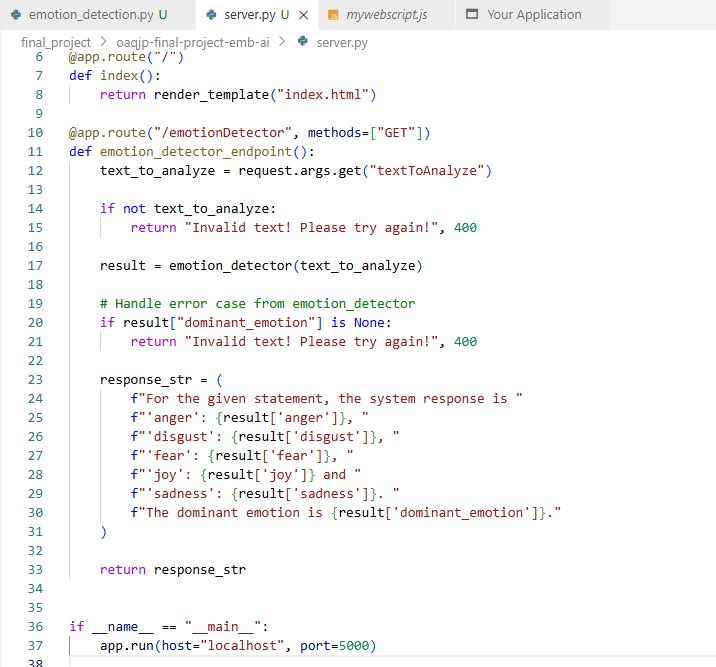 emotion_detection.py U
server.py U
mywebscript.js
Your Application
final_project > oaqjp-final-project-emb-ai > server.py
6 @app.route("/")
7 def index():
8     return render_template("index.html")
9
10 @app.route("/emotionDetector", methods=["GET"])
11 def emotion_detector_endpoint():
12     text_to_analyze = request.args.get("textToAnalyze")
13
14     if not text_to_analyze:
15         return "Invalid text! Please try again!", 400
16
17     result = emotion_detector(text_to_analyze)
18
19     # Handle error case from emotion_detector
20     if result["dominant_emotion"] is None:
21         return "Invalid text! Please try again!", 400
22
23     response_str = (
24         f"For the given statement, the system response is "
25         f"'anger': {result['anger']}, "
26         f"'disgust': {result['disgust']}, "
27         f"'fear': {result['fear']}, "
28         f"'joy': {result['joy']} and "
29         f"'sadness': {result['sadness']}. "
30         f"The dominant emotion is {result['dominant_emotion']}."
31     )
32
33     return response_str
34
35
36 if __name__ == "__main__":
37     app.run(host="localhost", port=5000)
38